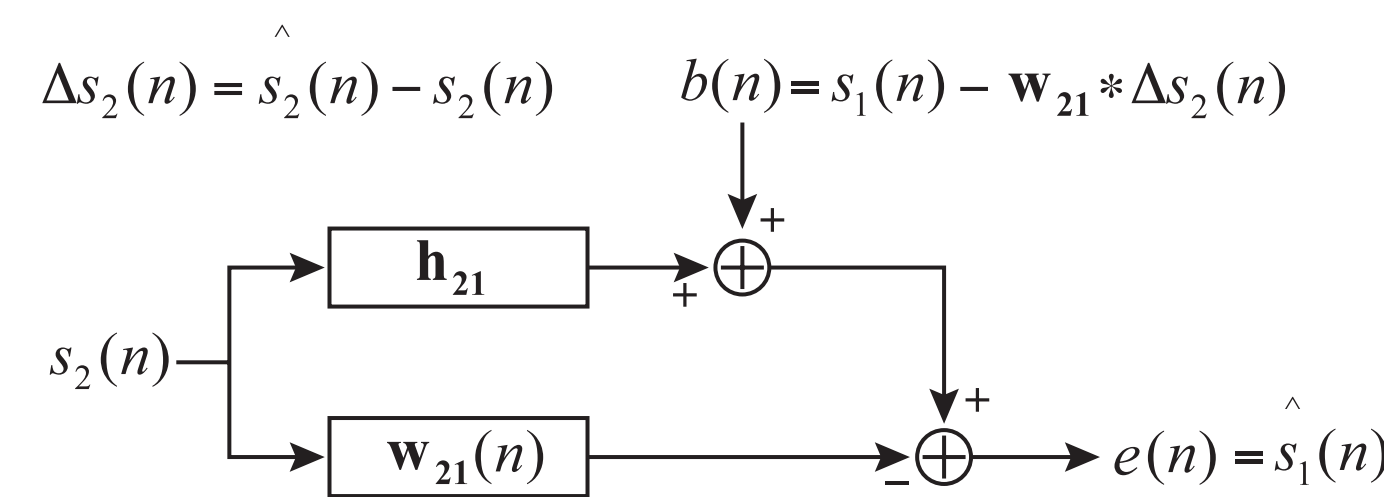 Δs₂(n) = ŝ₂(n) − s₂(n)
b(n) = s₁(n) − w₂₁ * Δs₂(n)
+
h₂₁
+
s₂(n)
+
w₂₁(n)
−
e(n) = ŝ₁(n)